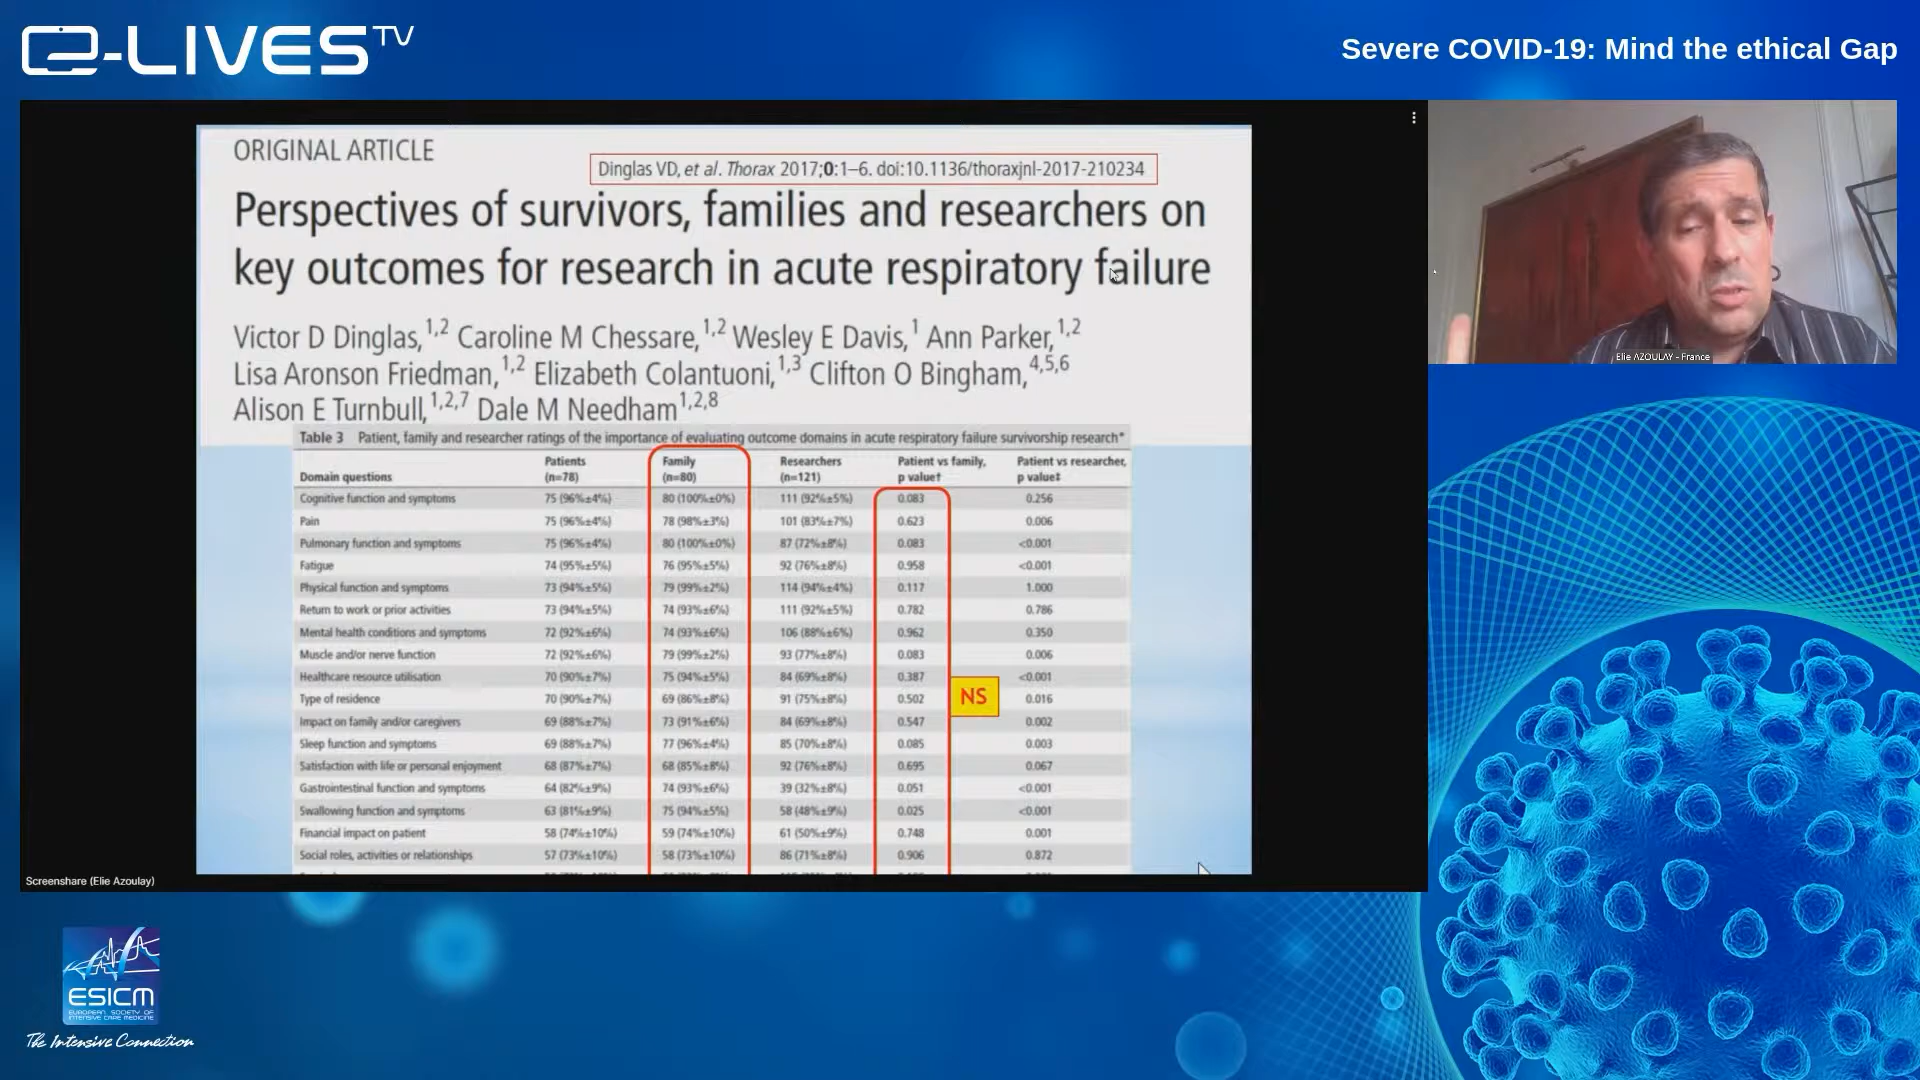 e-LIVES TV
Severe COVID-19: Mind the ethical Gap
ORIGINAL ARTICLE
Dinglas VD, et al. Thorax 2017;0:1–6. doi:10.1136/thoraxjnl-2017-210234
Perspectives of survivors, families and researchers on
key outcomes for research in acute respiratory failure
Victor D Dinglas,1,2 Caroline M Chessare,1,2 Wesley E Davis,1 Ann Parker,1,2
Lisa Aronson Friedman,1,2 Elizabeth Colantuoni,1,3 Clifton O Bingham,4,5,6
Alison E Turnbull,1,2,7 Dale M Needham1,2,8
Table 3 Patient, family and researcher ratings of the importance of evaluating outcome domains in acute respiratory failure survivorship research*
Domain questions Patients (n=78) Family (n=80) Researchers (n=121) Patient vs family, p value† Patient vs researcher, p value‡
Cognitive function and symptoms 75 (96%±4%) 80 (100%±0%) 111 (92%±5%) 0.083 0.256
Pain 75 (96%±4%) 78 (98%±3%) 101 (83%±7%) 0.623 0.006
Pulmonary function and symptoms 75 (96%±4%) 80 (100%±0%) 87 (72%±8%) 0.083 <0.001
Fatigue 74 (95%±5%) 76 (95%±5%) 92 (76%±8%) 0.958 <0.001
Physical function and symptoms 73 (94%±5%) 79 (99%±2%) 114 (94%±4%) 0.117 1.000
Return to work or prior activities 73 (94%±5%) 74 (93%±6%) 111 (92%±5%) 0.782 0.786
Mental health conditions and symptoms 72 (92%±6%) 74 (93%±6%) 106 (88%±6%) 0.962 0.350
Muscle and/or nerve function 72 (92%±6%) 79 (99%±2%) 93 (77%±8%) 0.083 0.006
Healthcare resource utilisation 70 (90%±7%) 75 (94%±5%) 84 (69%±8%) 0.387 <0.001
NS
Type of residence 70 (90%±7%) 69 (86%±8%) 91 (75%±8%) 0.502 0.016
Impact on family and/or caregivers 69 (88%±7%) 73 (91%±6%) 84 (69%±8%) 0.547 0.002
Sleep function and symptoms 69 (88%±7%) 77 (96%±4%) 85 (70%±8%) 0.085 0.003
Satisfaction with life or personal enjoyment 68 (87%±7%) 68 (85%±8%) 92 (76%±8%) 0.695 0.067
Gastrointestinal function and symptoms 64 (82%±9%) 74 (93%±6%) 39 (32%±8%) 0.051 <0.001
Swallowing function and symptoms 63 (81%±9%) 75 (94%±5%) 58 (48%±9%) 0.025 <0.001
Financial impact on patient 58 (74%±10%) 59 (74%±10%) 61 (50%±9%) 0.748 0.001
Social roles, activities or relationships 57 (73%±10%) 58 (73%±10%) 86 (71%±8%) 0.906 0.872
Elie AZOULAY - France
Screenshare (Elie Azoulay)
ESICM
EUROPEAN SOCIETY OF
INTENSIVE CARE MEDICINE
The Intensive Connection